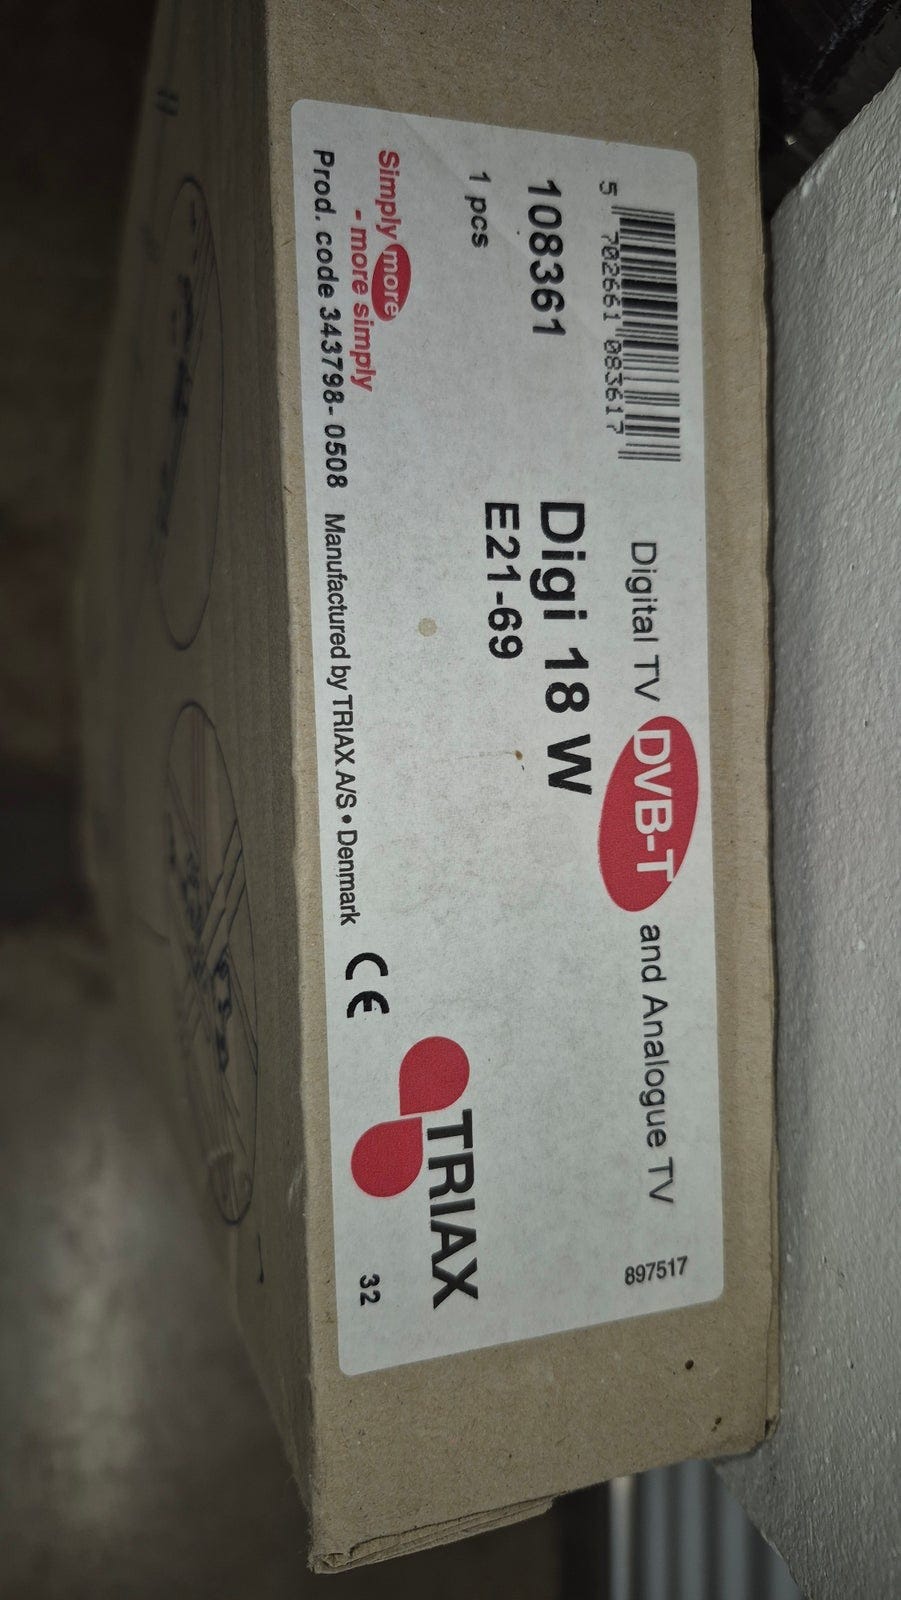 Digital TV DVB-T and Analogue TV
897517
5 702661 083617
108361
Digi 18 W
1 pcs
E21-69
TRIAX
Simply more
- more simply
Prod. code 343798-0508 Manufactured by TRIAX A/S • Denmark CE
32